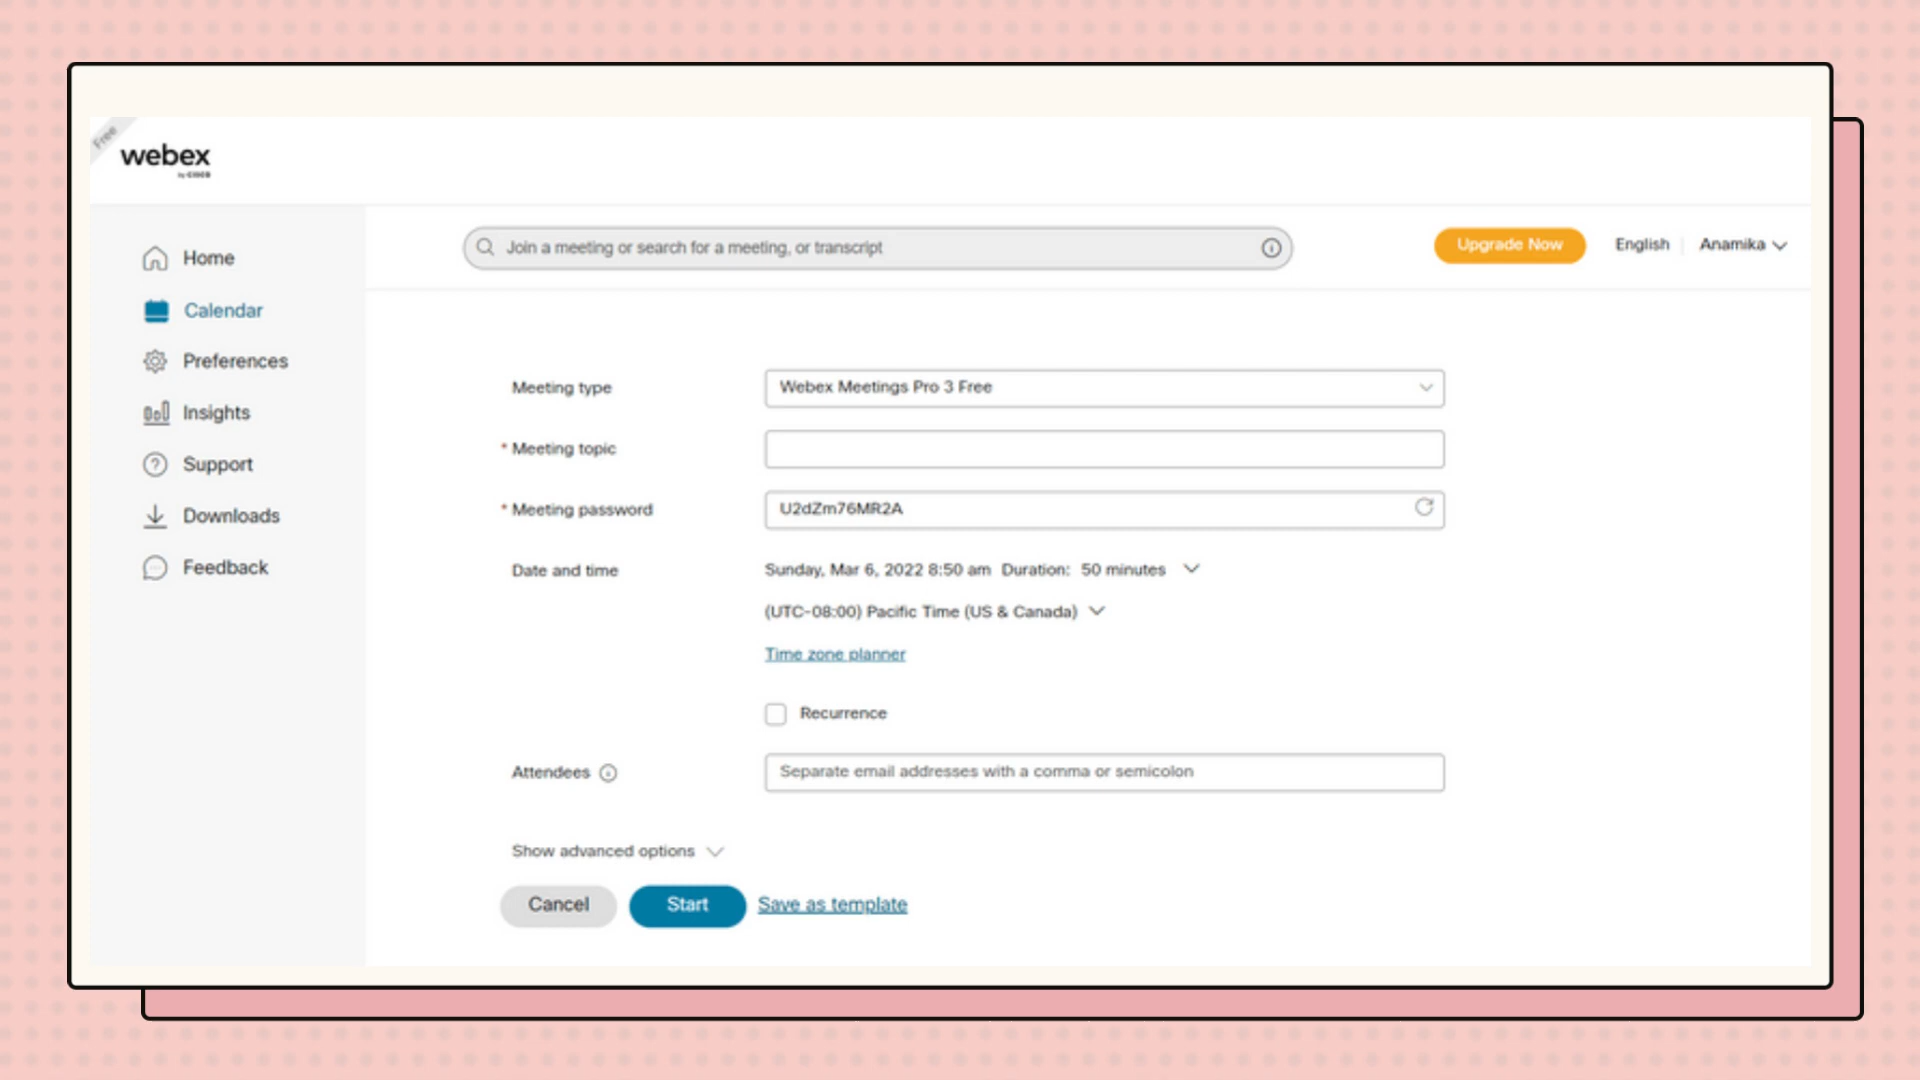 Free
webex
by CISCO
Join a meeting or search for a meeting, or transcript
Upgrade Now
English
Anamika
Home
Calendar
Preferences
Insights
Support
Downloads
Feedback
Meeting type
Webex Meetings Pro 3 Free
* Meeting topic
* Meeting password
U2dZm76MR2A
Date and time
Sunday, Mar 6, 2022 8:50 am Duration: 50 minutes
(UTC-08:00) Pacific Time (US & Canada)
Time zone planner
Recurrence
Attendees
Separate email addresses with a comma or semicolon
Show advanced options
Cancel
Start
Save as template